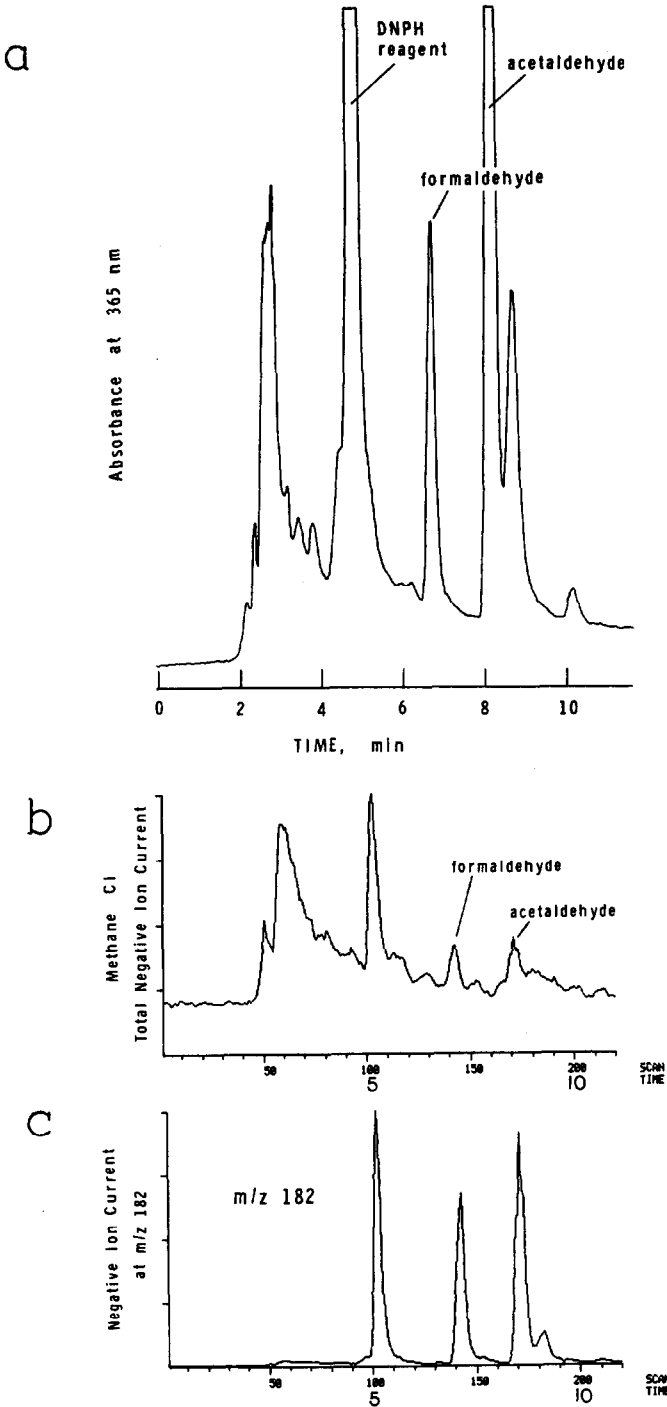 a
DNPH
reagent
acetaldehyde
formaldehyde
Absorbance at 365 nm
0 2 4 6 8 10
TIME, min
b
Methane CI
Total Negative Ion Current
formaldehyde
acetaldehyde
50 100 150 200 SCAN
5 10 TIME
C
Negative Ion Current
at m/z 182
m/z 182
50 100 150 200 SCAN
5 10 TIME